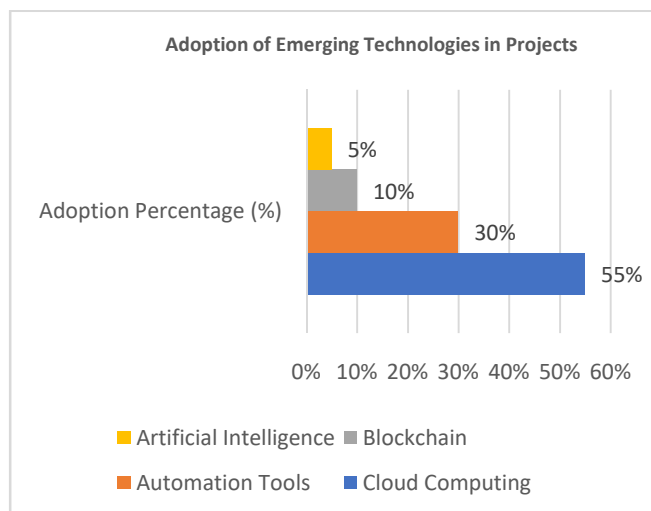 Adoption of Emerging Technologies in Projects
5%
10%
Adoption Percentage (%)
30%
55%
0% 10% 20% 30% 40% 50% 60%
Artificial Intelligence Blockchain
Automation Tools Cloud Computing